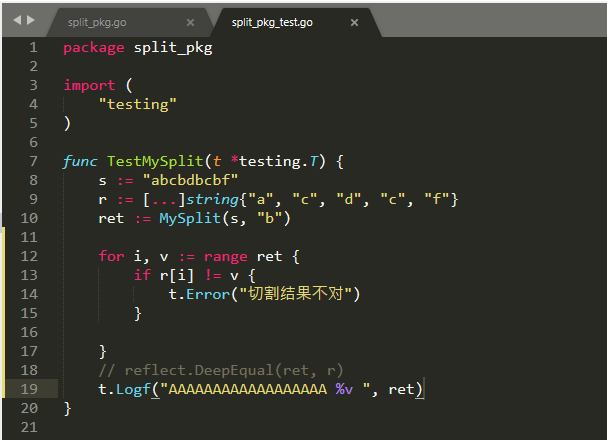 split_pkg.go × split_pkg_test.go ×
1 package split_pkg
2
3 import (
4     "testing"
5 )
6
7 func TestMySplit(t *testing.T) {
8     s := "abcbdbcbf"
9     r := [...]string{"a", "c", "d", "c", "f"}
10     ret := MySplit(s, "b")
11
12     for i, v := range ret {
13         if r[i] != v {
14             t.Error("切割结果不对")
15         }
16
17     }
18     // reflect.DeepEqual(ret, r)
19     t.Logf("AAAAAAAAAAAAAAAAAA %v ", ret)
20 }
21